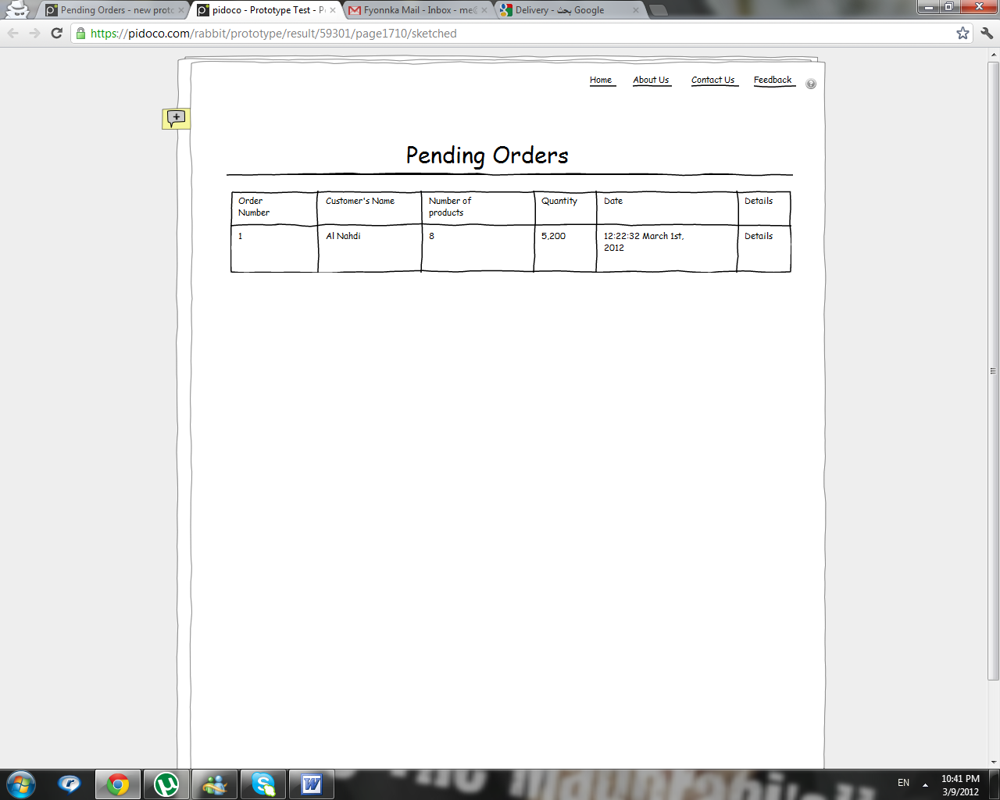 Pending Orders - new proto
pidoco - Prototype Test - P
Fyonnka Mail - Inbox - me@
Delivery - بحث Google
https://pidoco.com/rabbit/prototype/result/59301/page1710/sketched
Home About Us Contact Us Feedback ?
+
Pending Orders
Order Number Customer's Name Number of products Quantity Date Details
1 Al Nahdi 8 5,200 12:22:32 March 1st, 2012 Details
EN 10:41 PM
3/9/2012